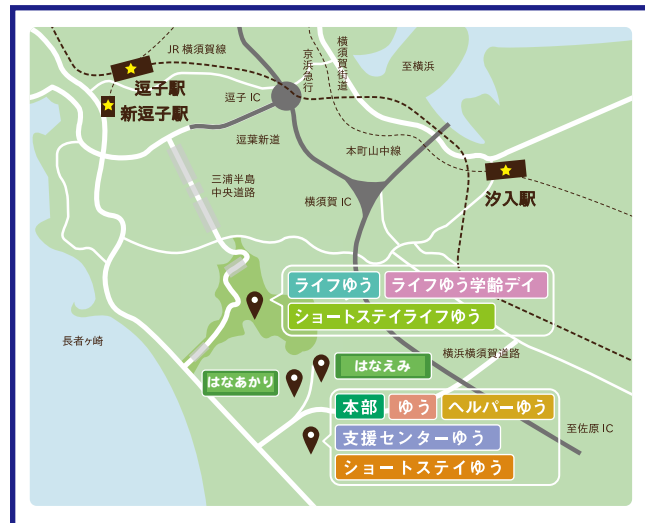 JR 横須賀線
京浜急行
横須賀街道
至横浜
逗子駅
新逗子駅
逗子 IC
逗葉新道
本町山中線
三浦半島
中央道路
横須賀 IC
汐入駅
ライフゆう
ライフゆう学齢デイ
ショートステイライフゆう
長者ヶ崎
横浜横須賀道路
はなえみ
はなあかり
本部
ゆう
ヘルパーゆう
支援センターゆう
ショートステイゆう
至佐原 IC